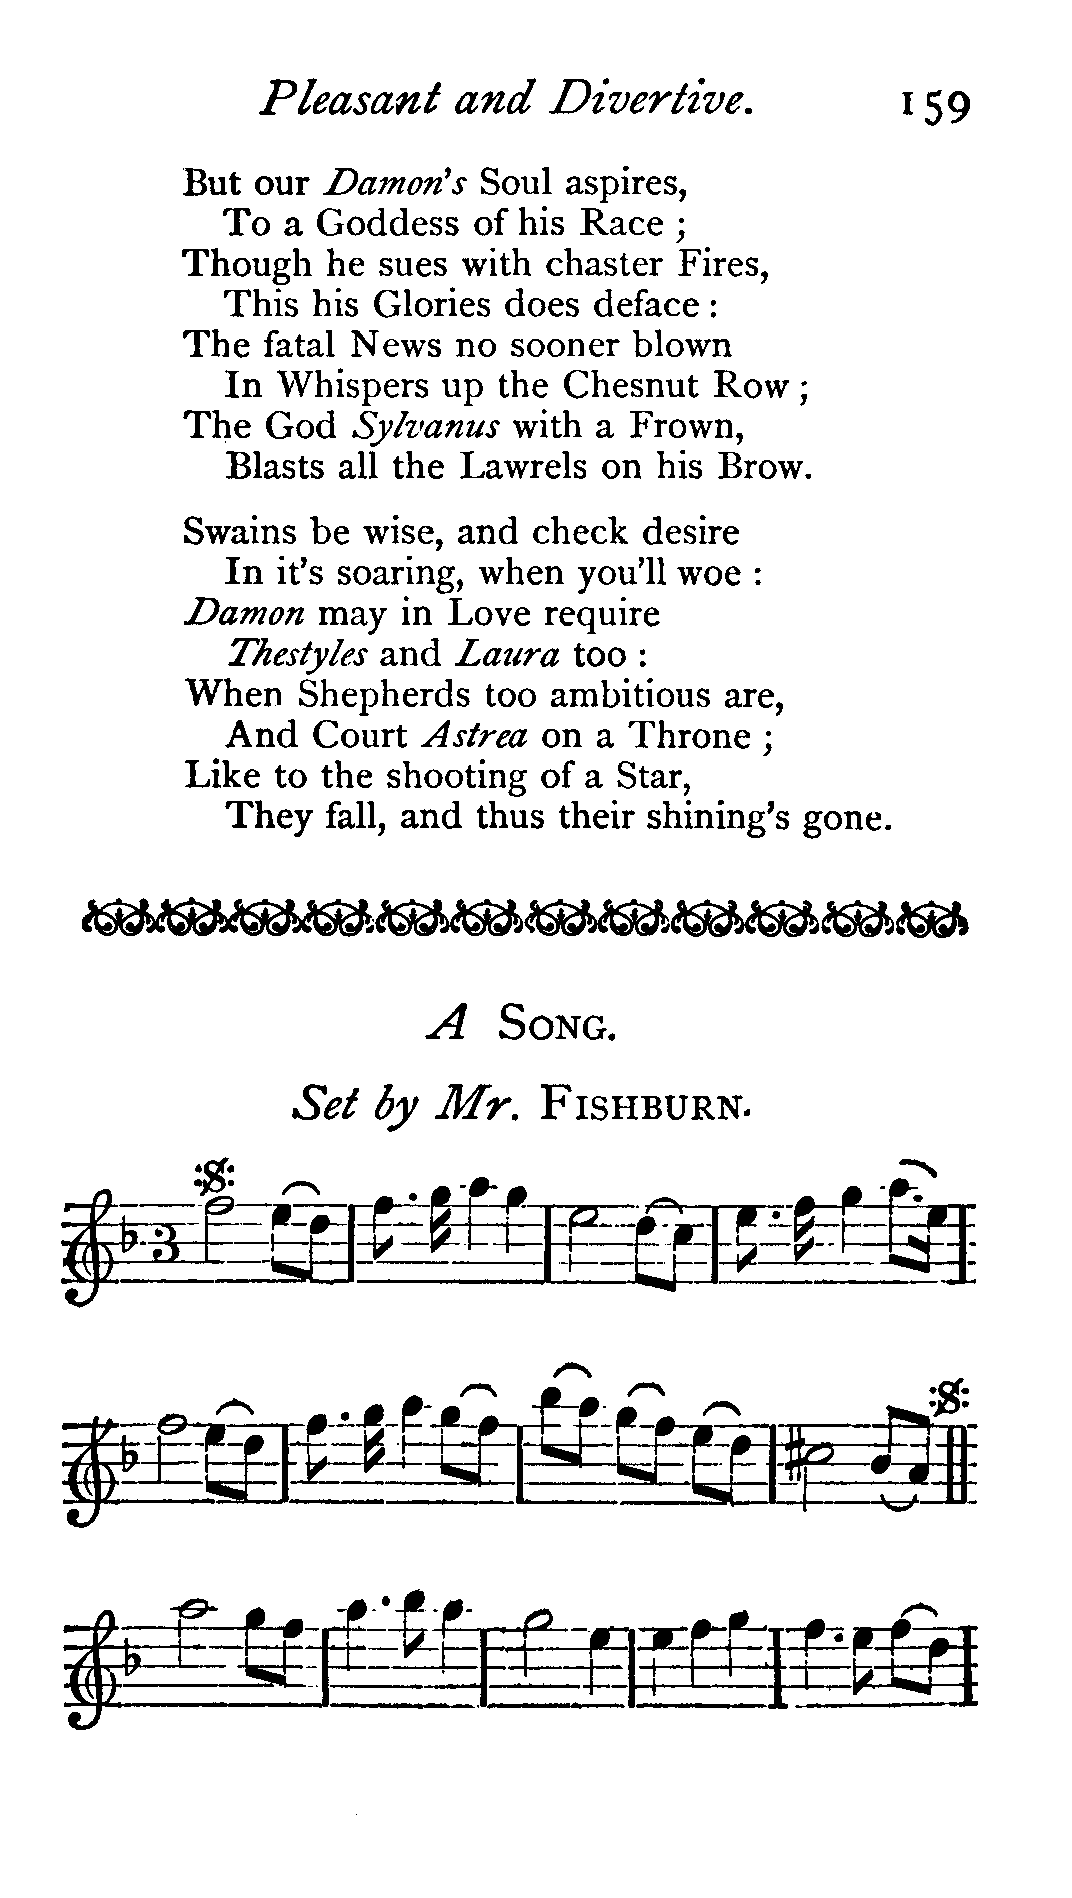 Pleasant and Divertive. 159
But our Damon's Soul aspires,
To a Goddess of his Race ;
Though he sues with chaster Fires,
This his Glories does deface :
The fatal News no sooner blown
In Whispers up the Chesnut Row ;
The God Sylvanus with a Frown,
Blasts all the Lawrels on his Brow.
Swains be wise, and check desire
In it's soaring, when you'll woe :
Damon may in Love require
Thestyles and Laura too :
When Shepherds too ambitious are,
And Court Astrea on a Throne ;
Like to the shooting of a Star,
They fall, and thus their shining's gone.
A SONG.
Set by Mr. FISHBURN.
3